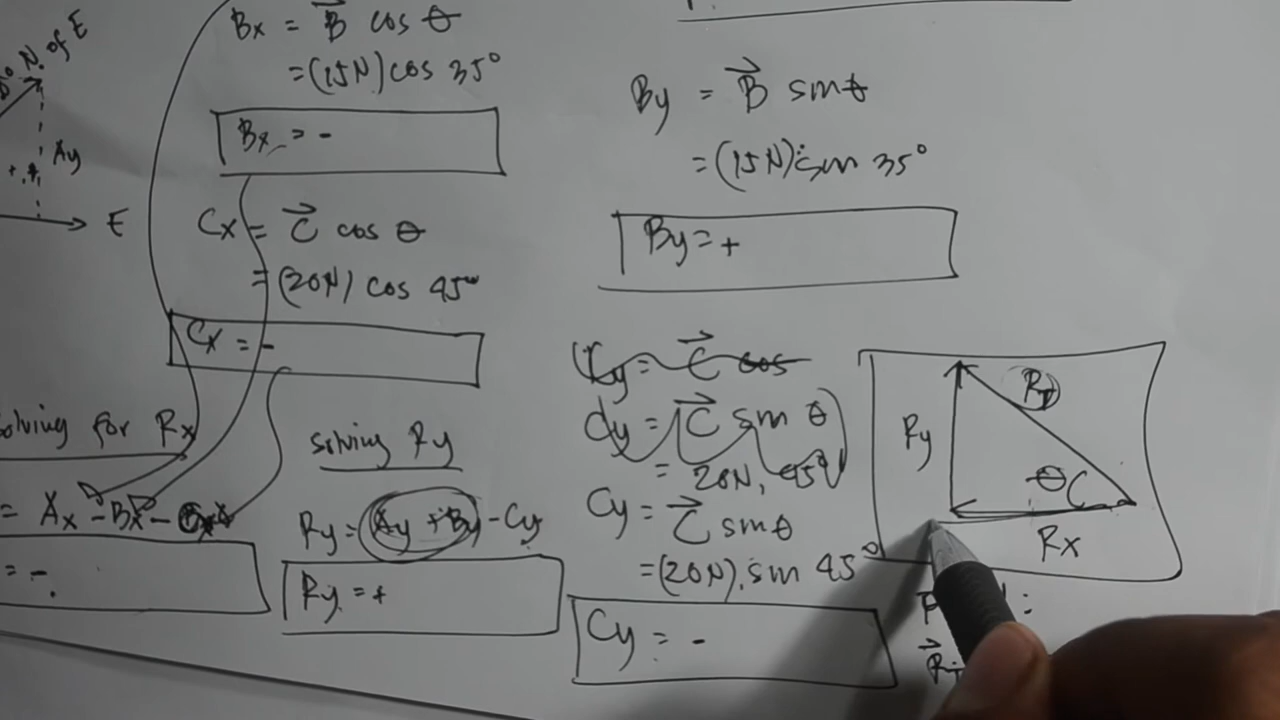 N. of E
Ay
E
Bx = B⃗ cos θ
= (15N) cos 35°
Bx = -
Cx = C⃗ cos θ
= (20N) cos 45°
Cx = -
olving for Rx
= Ax - Bx - Cx
= -.
By = B⃗ sin θ
= (15N) sin 35°
By = +
solving Ry
Ry = Ay + By - Cy
Ry = +
Cy = C⃗ cos
dy = C⃗ sin θ
= 20N, 45°
Cy = C⃗ sin θ
= (20N). sin 45°
Cy = -
Ry
θ
Rx
: